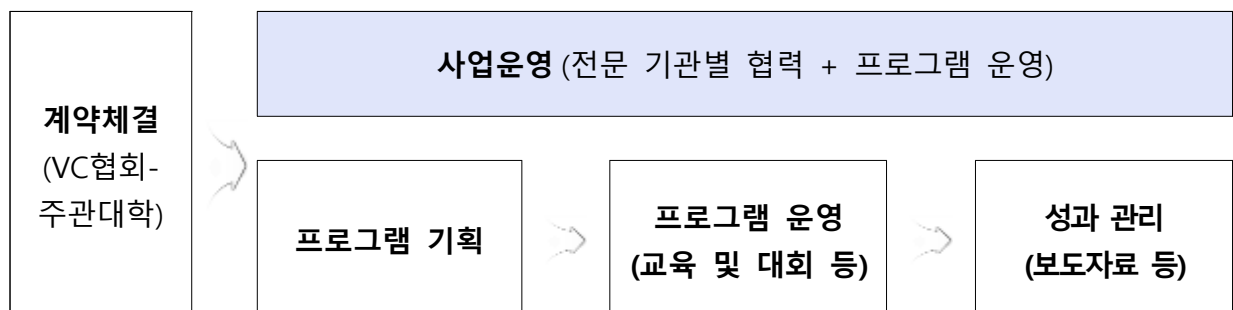 계약체결
(VC협회-
주관대학)
사업운영 (전문 기관별 협력 + 프로그램 운영)
프로그램 기획
프로그램 운영
(교육 및 대회 등)
성과 관리
(보도자료 등)